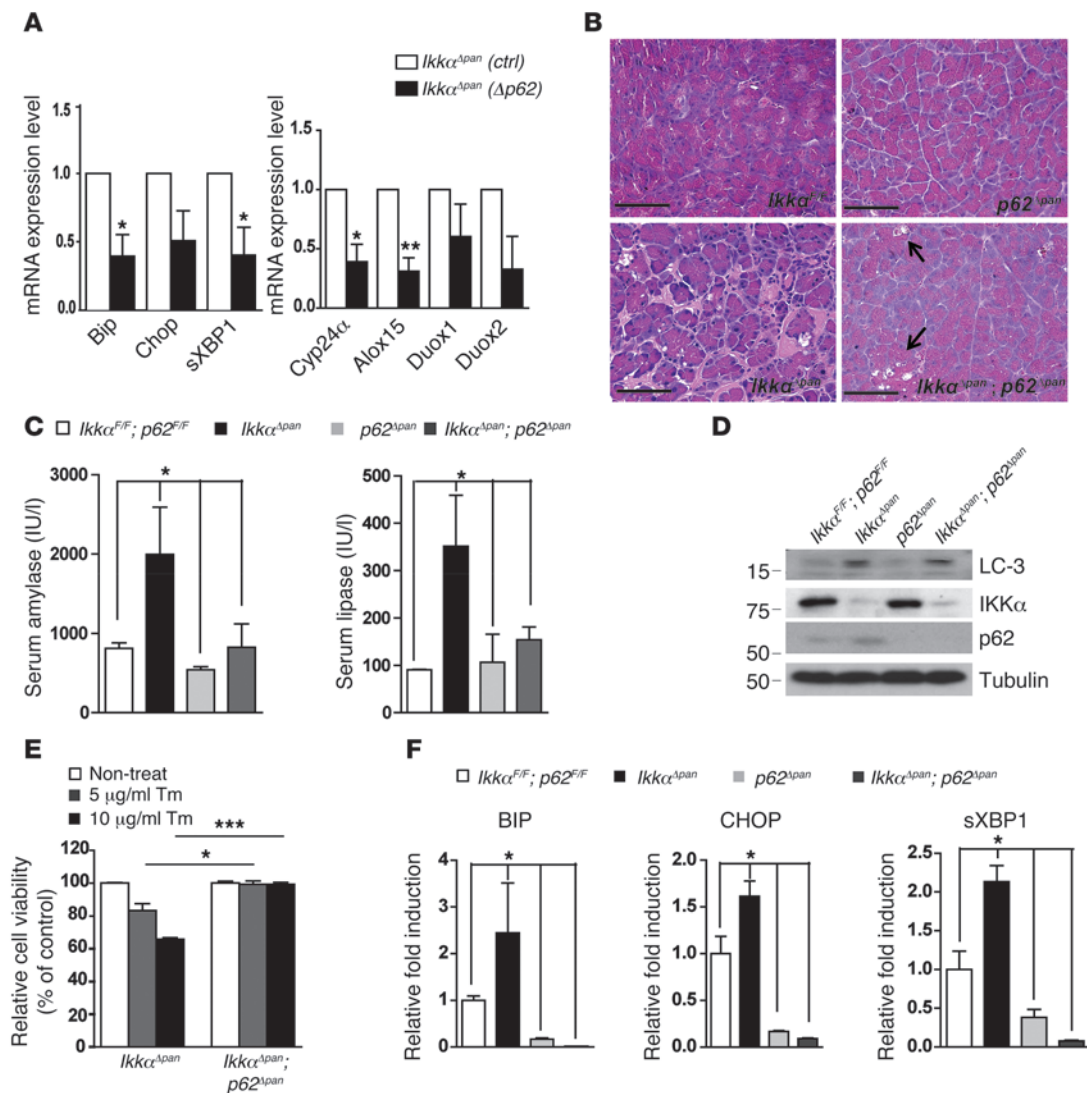 A
Ikkα^Δpan (ctrl)
Ikkα^Δpan (Δp62)
mRNA expression level
1.5
1.0
0.5
0.0
*
*
Bip
Chop
sXBP1
mRNA expression level
1.5
1.0
0.5
0.0
*
**
Cyp24α
Alox15
Duox1
Duox2
B
Ikkα^F/F
p62^Δpan
Ikkα^Δpan
Ikkα^Δpan; p62^Δpan
C
Ikkα^F/F; p62^F/F
Ikkα^Δpan
p62^Δpan
Ikkα^Δpan; p62^Δpan
Serum amylase (IU/l)
3000
2000
1000
0
*
Serum lipase (IU/l)
500
400
300
200
100
0
*
D
Ikkα^F/F; p62^F/F
Ikkα^Δpan
p62^Δpan
Ikkα^Δpan; p62^Δpan
15
LC-3
75
IKKα
50
p62
50
Tubulin
E
Non-treat
5 µg/ml Tm
10 µg/ml Tm
Relative cell viability
(% of control)
120
100
80
60
40
20
0
***
*
Ikkα^Δpan
Ikkα^Δpan;
p62^Δpan
F
Ikkα^F/F; p62^F/F
Ikkα^Δpan
p62^Δpan
Ikkα^Δpan; p62^Δpan
BIP
Relative fold induction
4
3
2
1
0
*
CHOP
Relative fold induction
2.0
1.5
1.0
0.5
0.0
*
sXBP1
Relative fold induction
2.5
2.0
1.5
1.0
0.5
0.0
*